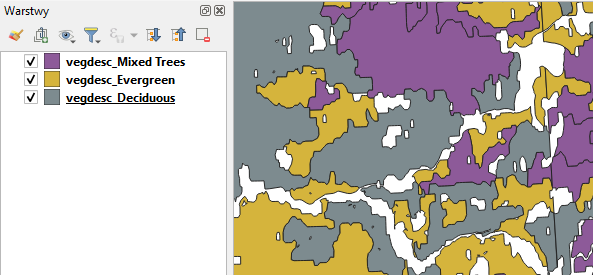 Warstwy
vegdesc_Mixed Trees
vegdesc_Evergreen
vegdesc_Deciduous